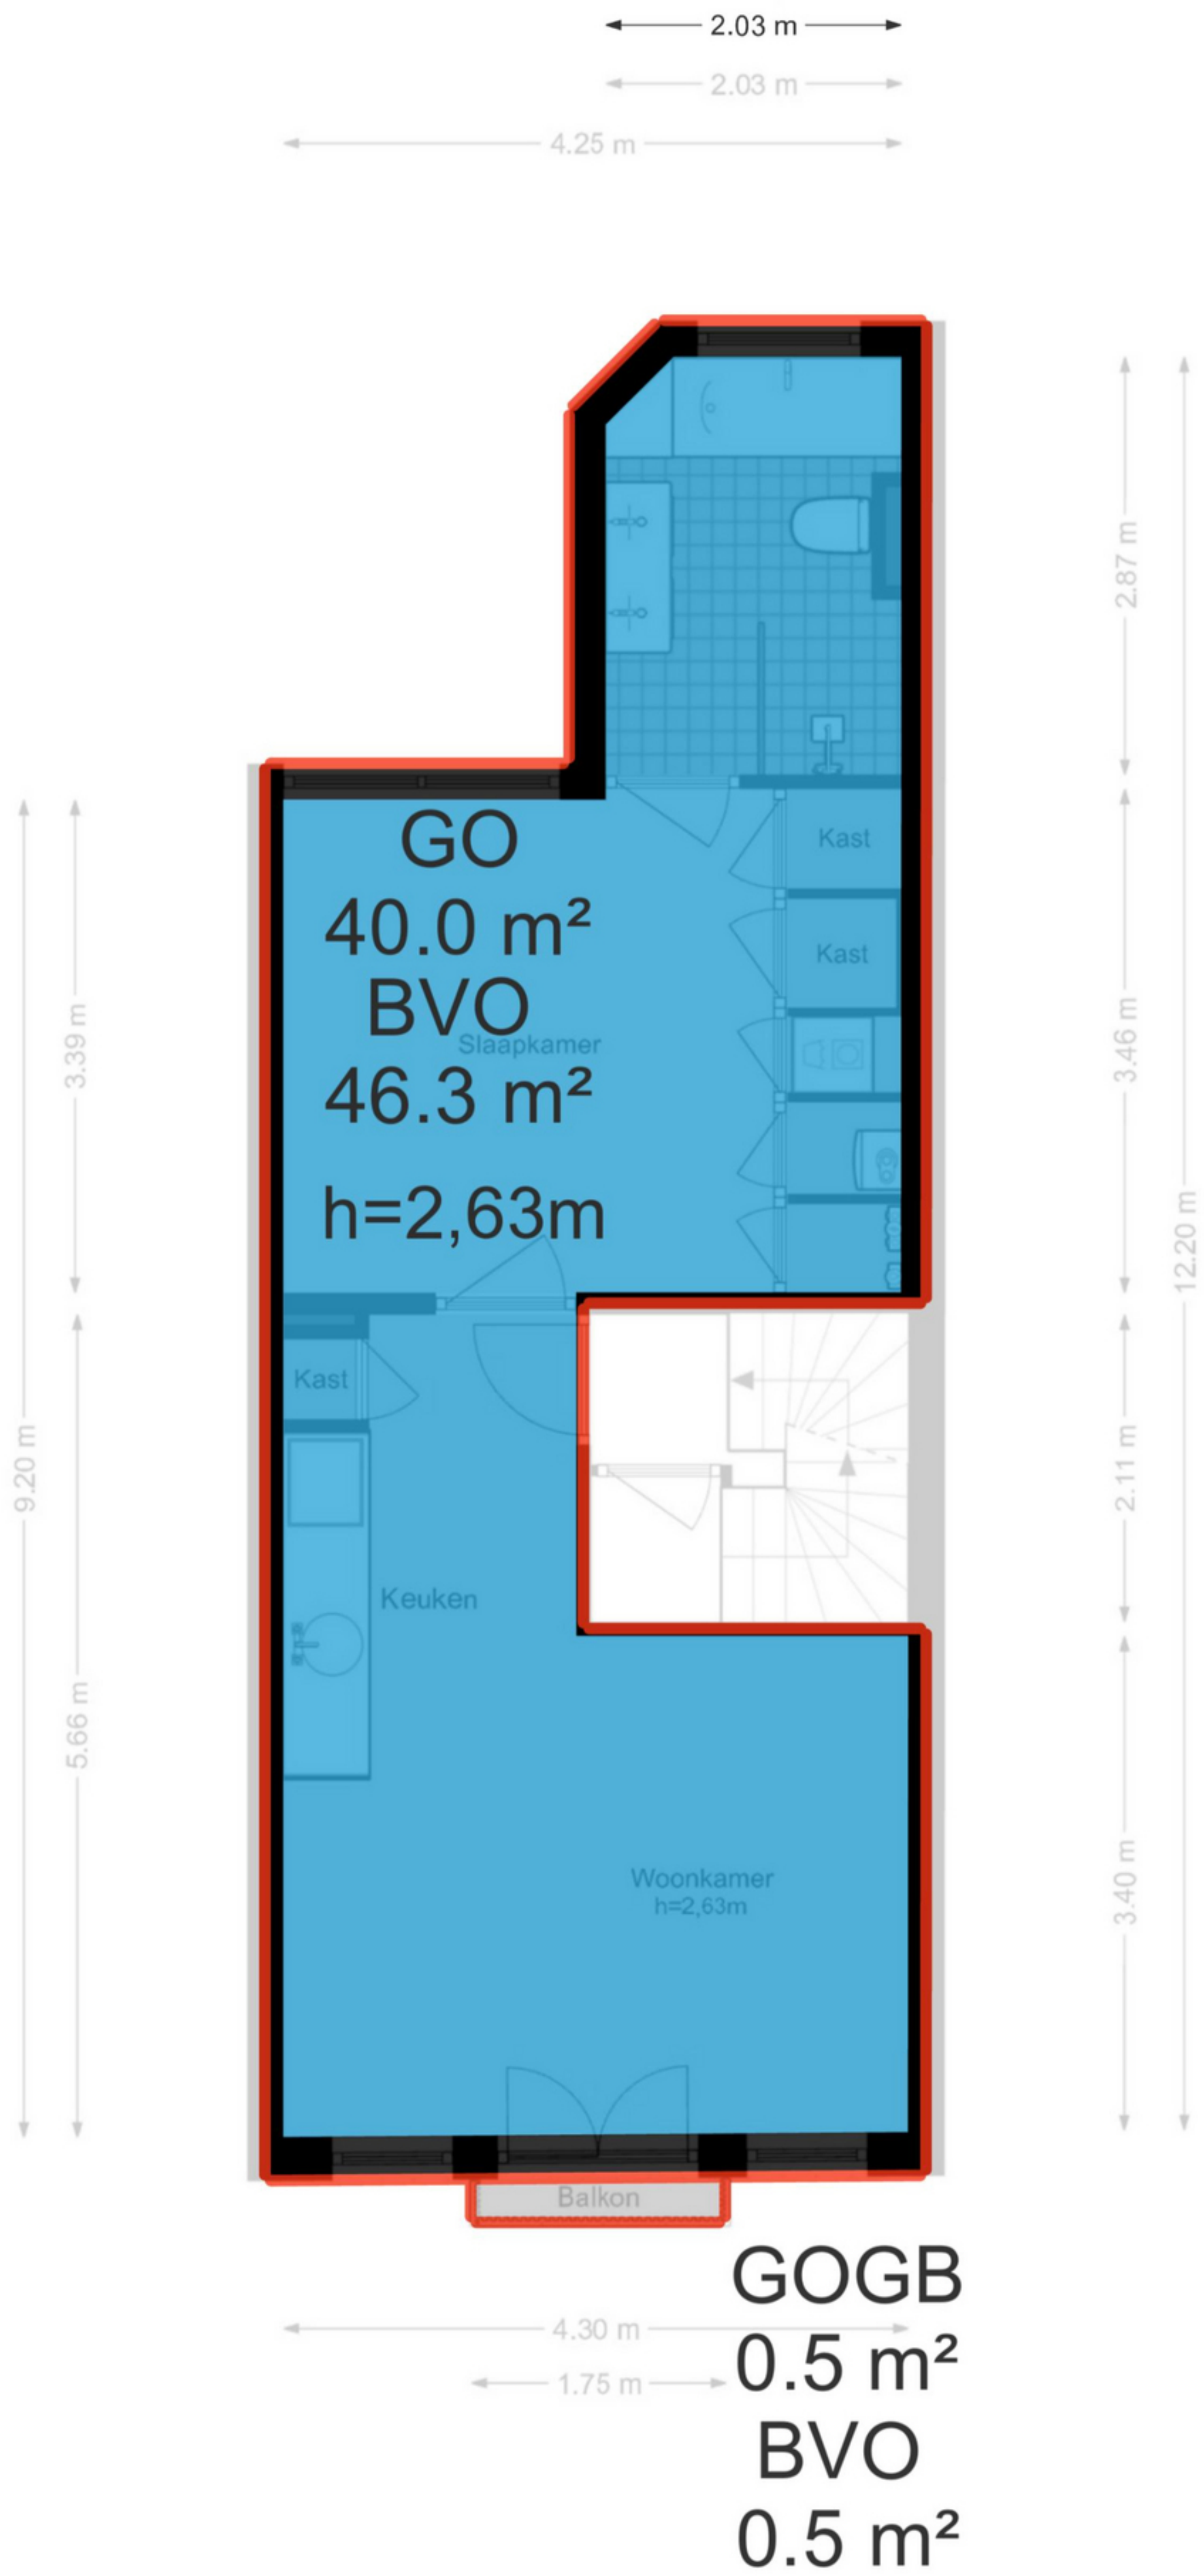 2.03 m
2.03 m
4.25 m
2.87 m
GO
40.0 m²
BVO
46.3 m²
h=2,63m
Slaapkamer
Kast
Kast
3.39 m
3.46 m
12.20 m
9.20 m
Kast
2.11 m
Keuken
5.66 m
Woonkamer
h=2,63m
3.40 m
Balkon
GOGB
0.5 m²
BVO
0.5 m²
4.30 m
1.75 m